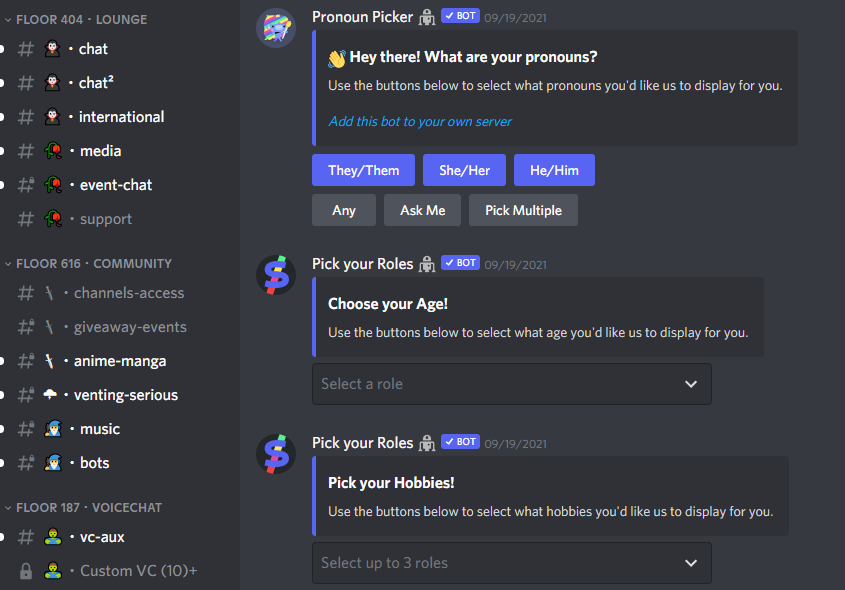 FLOOR 404 · LOUNGE
# 🧛🏻 · chat
# 🧛🏻 · chat²
# 🧛🏻 · international
# 🥀 · media
# 🥀 · event-chat
# 🥀 · support
FLOOR 616 · COMMUNITY
# 🔪 · channels-access
# 🔪 · giveaway-events
# 🔪 · anime-manga
# 🌩 · venting-serious
# 🧙‍♂️ · music
# 🧙‍♂️ · bots
FLOOR 187 · VOICECHAT
# 🧟‍♂️ · vc-aux
🧟‍♂️ · Custom VC (10)+
Pronoun Picker ✓ BOT 09/19/2021
👋 Hey there! What are your pronouns?
Use the buttons below to select what pronouns you'd like us to display for you.
Add this bot to your own server
They/Them She/Her He/Him
Any Ask Me Pick Multiple
Pick your Roles ✓ BOT 09/19/2021
Choose your Age!
Use the buttons below to select what age you'd like us to display for you.
Select a role
Pick your Roles ✓ BOT 09/19/2021
Pick your Hobbies!
Use the buttons below to select what hobbies you'd like us to display for you.
Select up to 3 roles